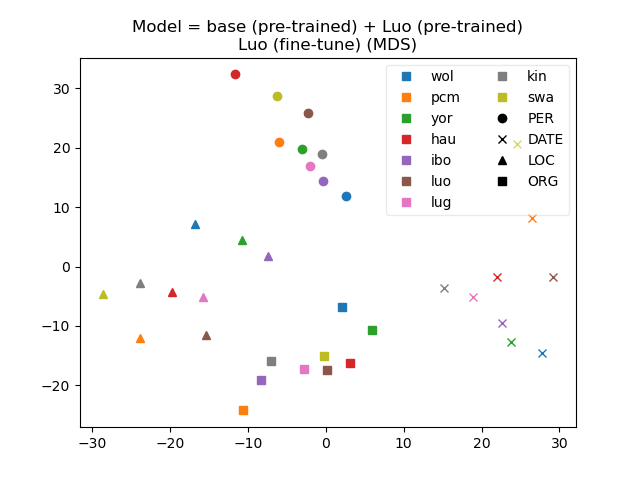 Model = base (pre-trained) + Luo (pre-trained)
Luo (fine-tune) (MDS)
wol
pcm
yor
hau
ibo
luo
lug
kin
swa
PER
DATE
LOC
ORG
30
20
10
0
−10
−20
−30 −20 −10 0 10 20 30